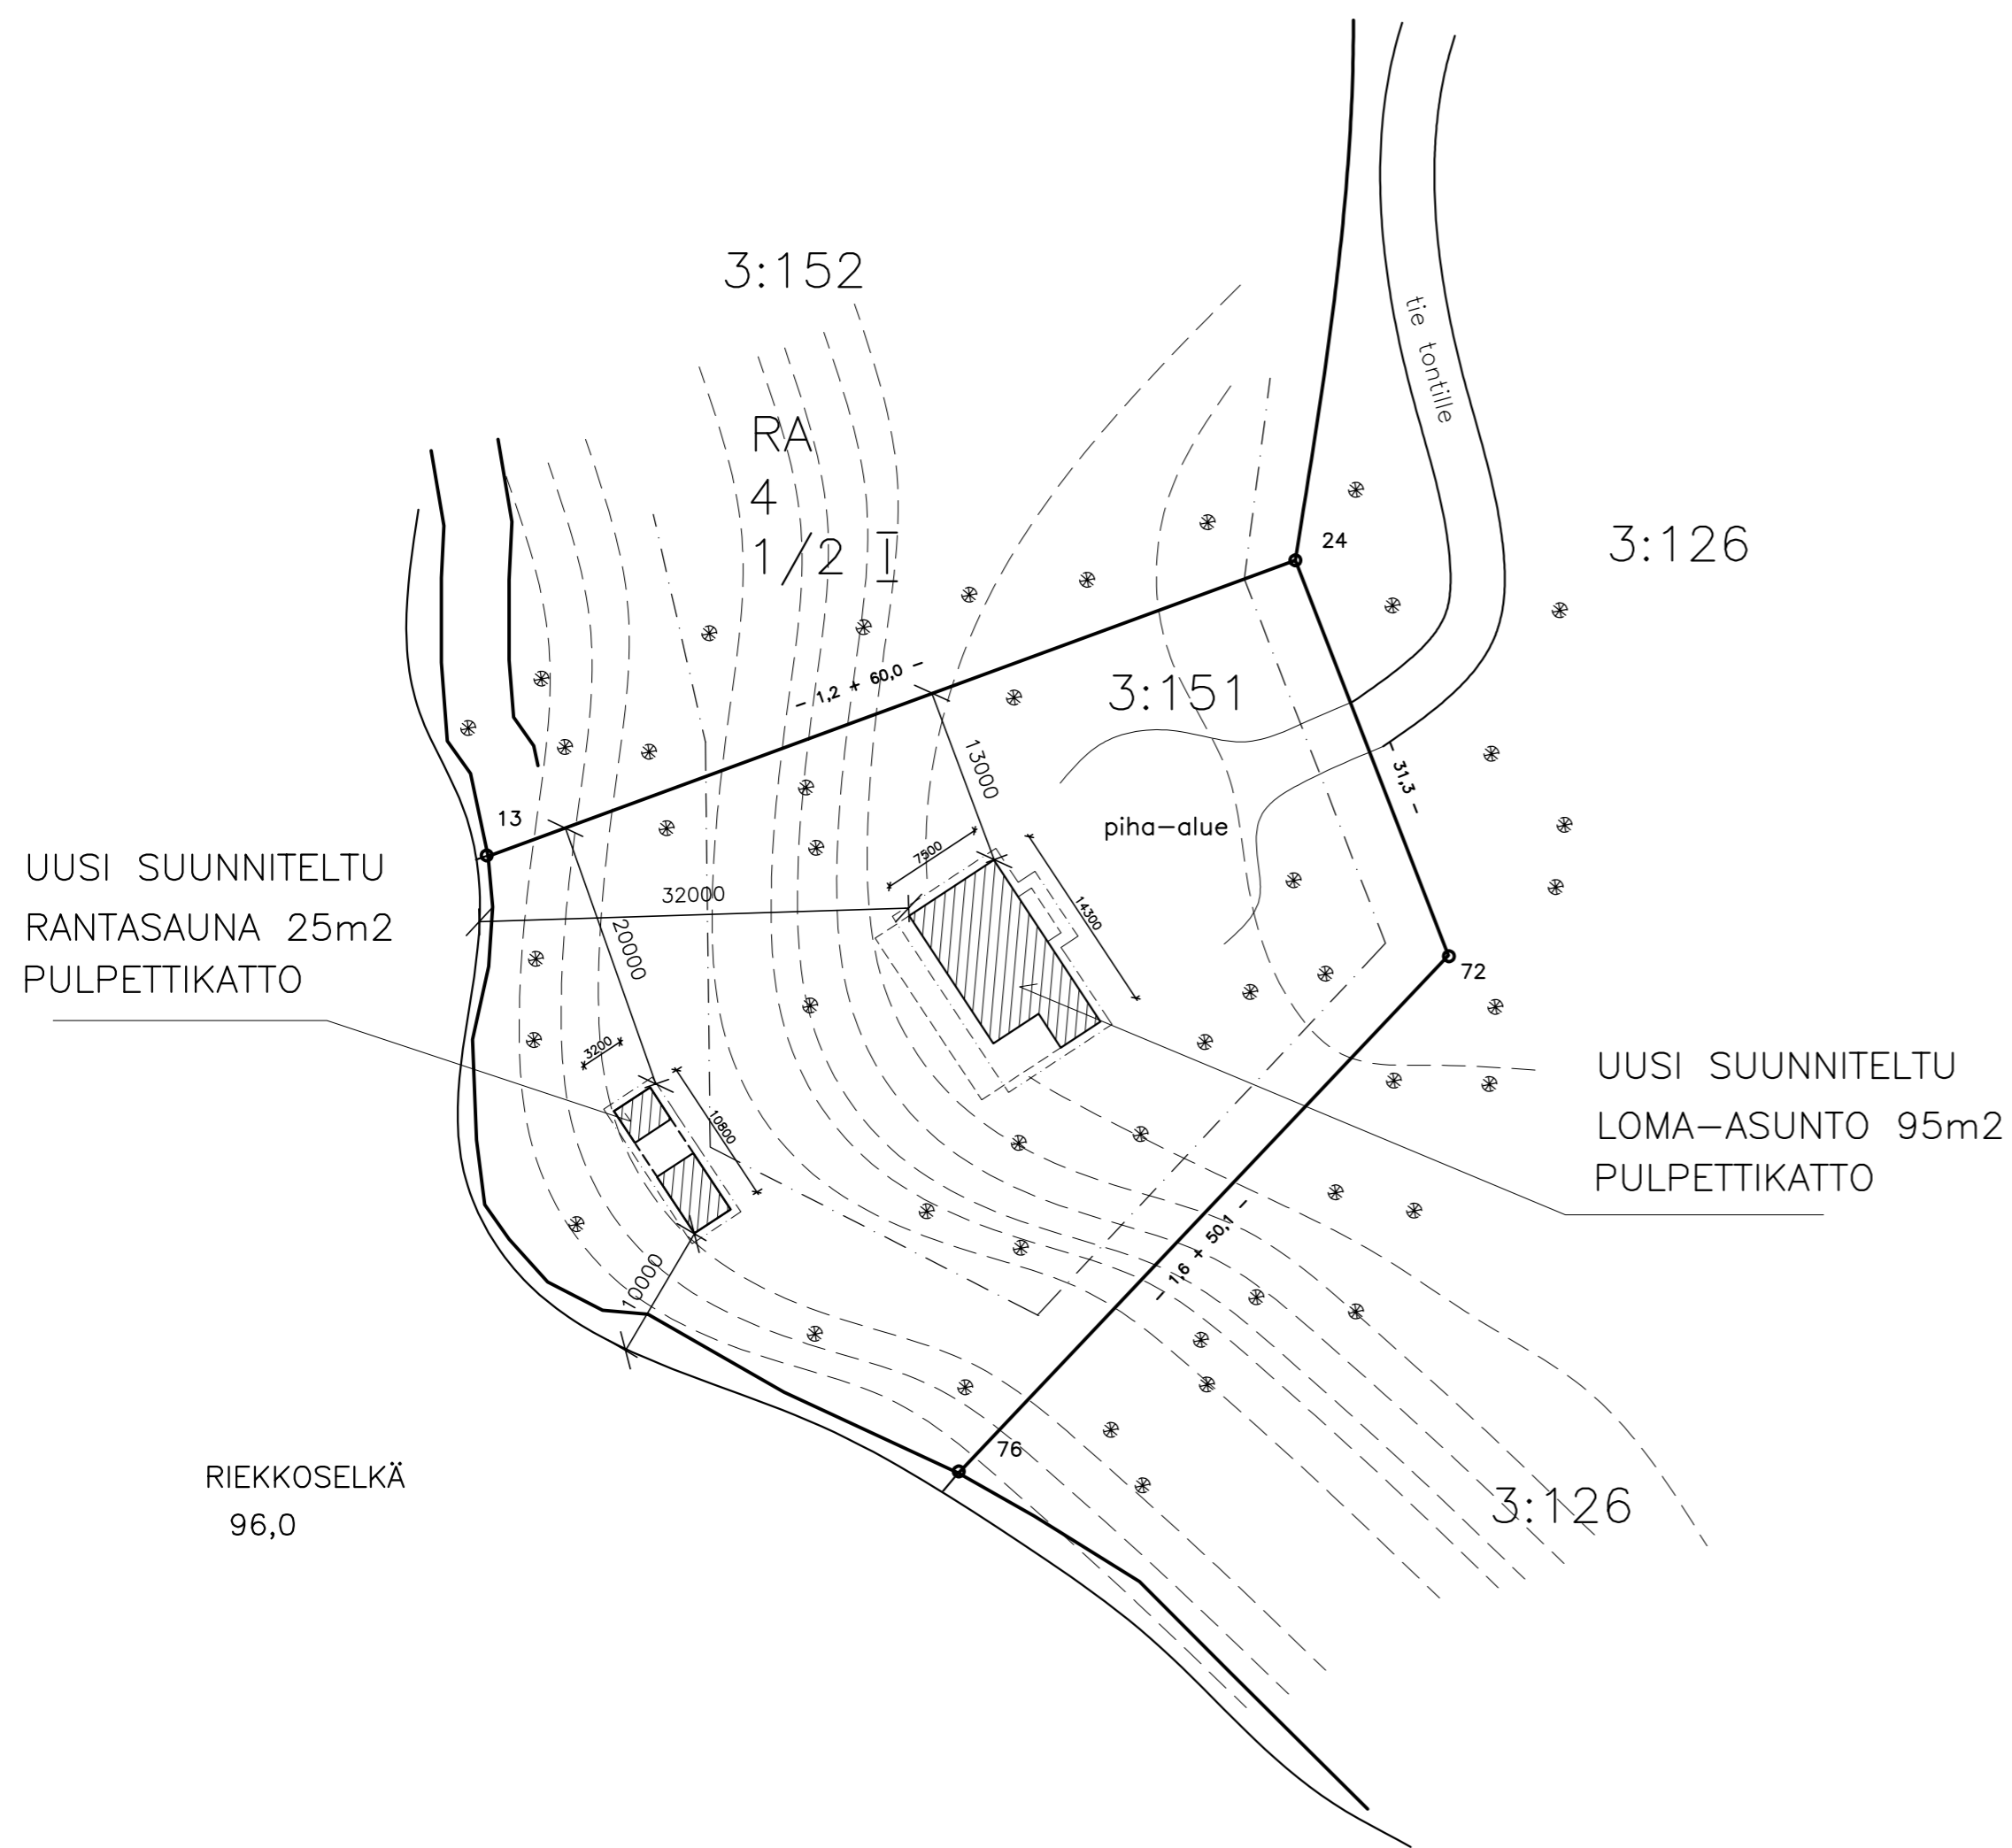 3:152
tie tontille
RA
4
1/2 I
24
3:126
- 1,2 + 60,0 -
3:151
13000
- 31,3 -
13
piha-alue
UUSI SUUNNITELTU
RANTASAUNA 25m2
PULPETTIKATTO
7500
32000
14300
20000
72
3200
10800
UUSI SUUNNITELTU
LOMA-ASUNTO 95m2
PULPETTIKATTO
- 1,6 + 50,1 -
10000
76
RIEKKOSELKÄ
96,0
3:126